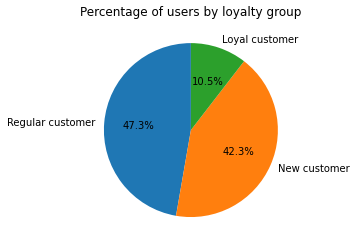 Percentage of users by loyalty group
Loyal customer
10.5%
Regular customer
47.3%
42.3%
New customer